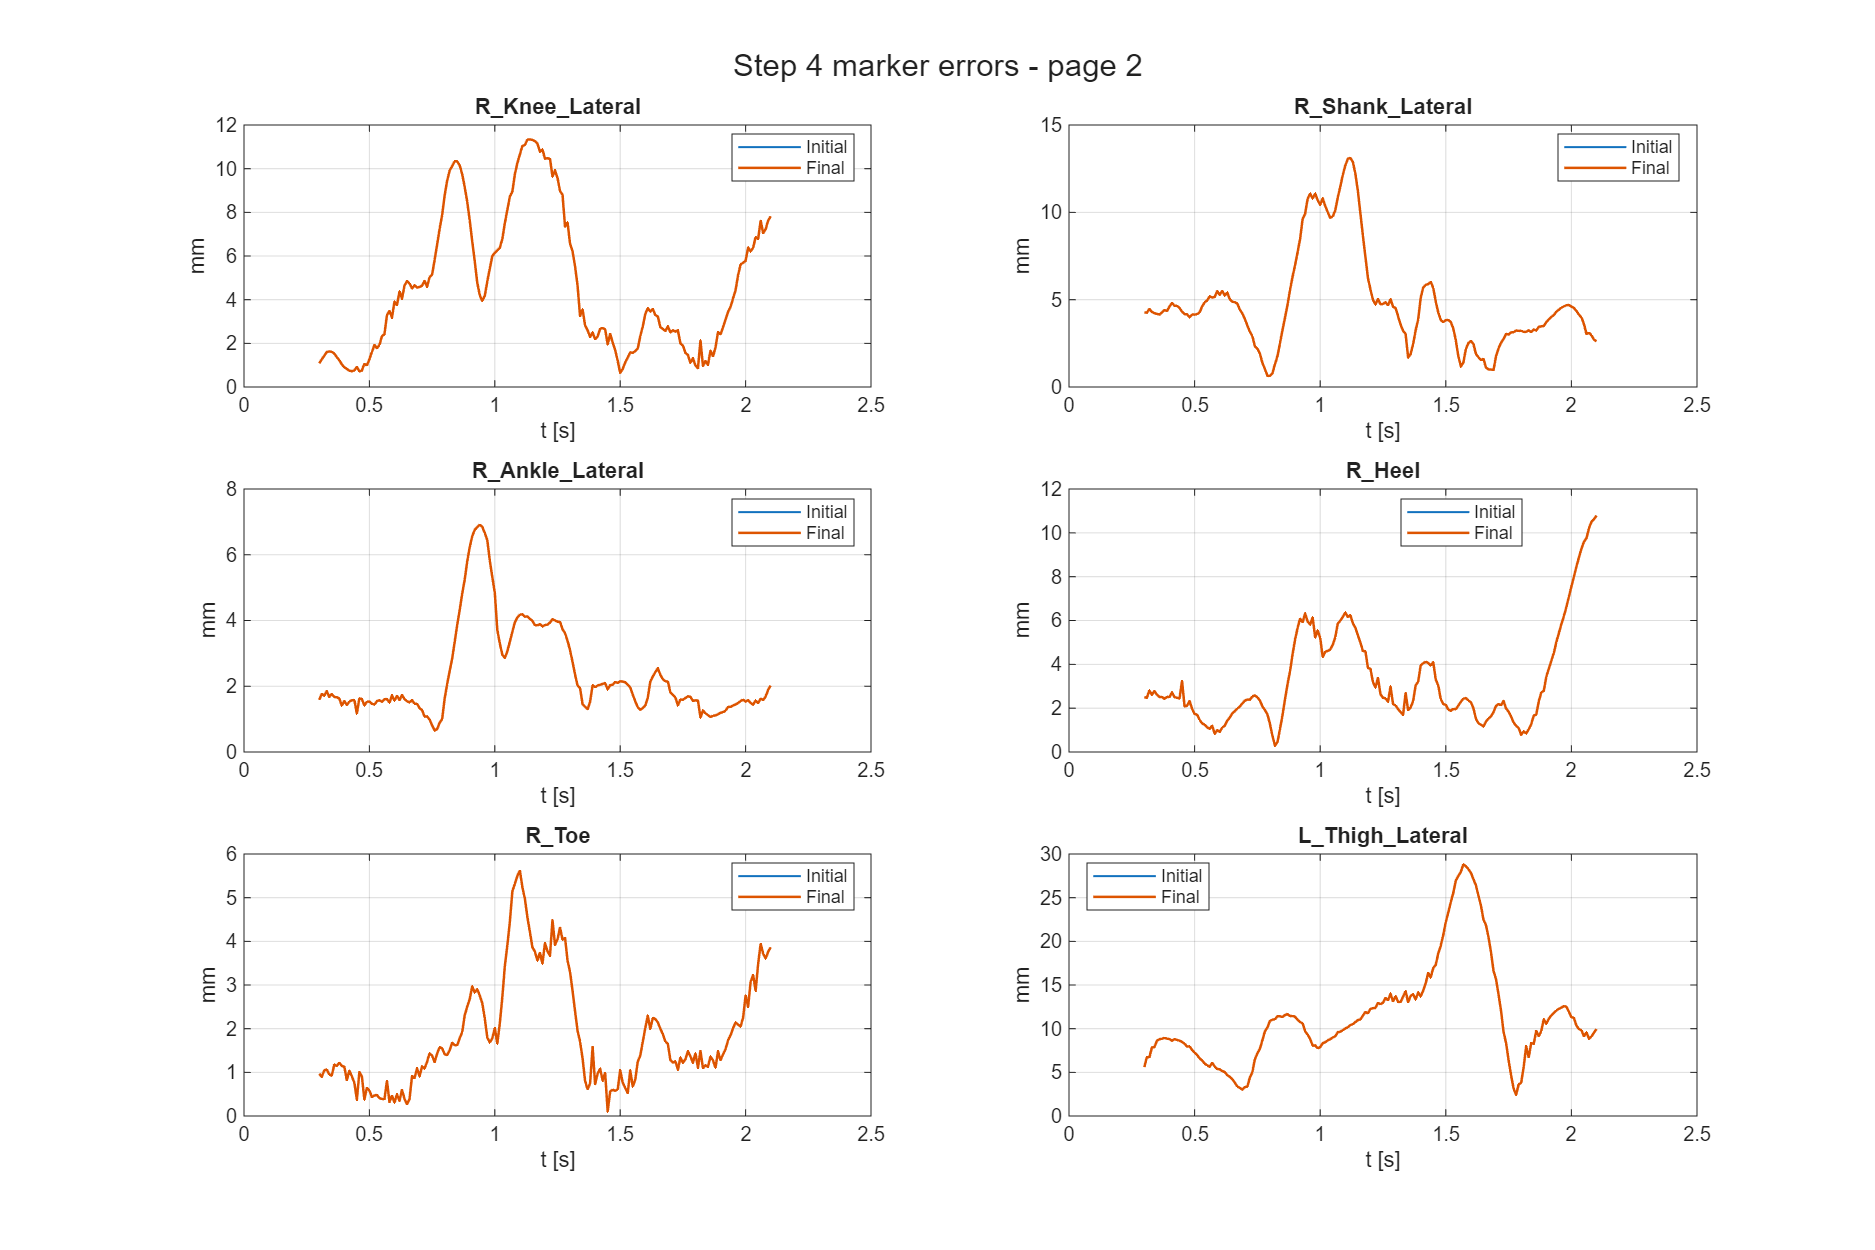 Step 4 marker errors - page 2
R_Knee_Lateral
12
10
8
6
4
2
0
mm
0 0.5 1 1.5 2 2.5
t [s]
Initial
Final
R_Shank_Lateral
15
10
5
0
mm
0 0.5 1 1.5 2 2.5
t [s]
Initial
Final
R_Ankle_Lateral
8
6
4
2
0
mm
0 0.5 1 1.5 2 2.5
t [s]
Initial
Final
R_Heel
12
10
8
6
4
2
0
mm
0 0.5 1 1.5 2 2.5
t [s]
Initial
Final
R_Toe
6
5
4
3
2
1
0
mm
0 0.5 1 1.5 2 2.5
t [s]
Initial
Final
L_Thigh_Lateral
30
25
20
15
10
5
0
mm
0 0.5 1 1.5 2 2.5
t [s]
Initial
Final